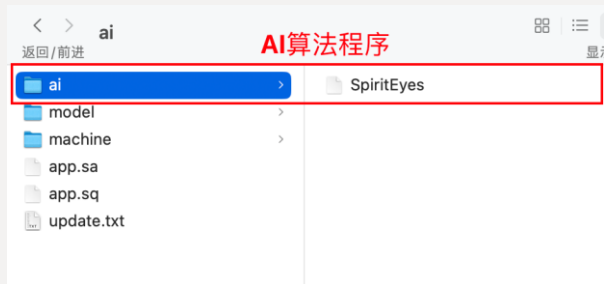 ai
返回/前进
AI算法程序
ai
SpiritEyes
model
machine
app.sa
app.sq
update.txt